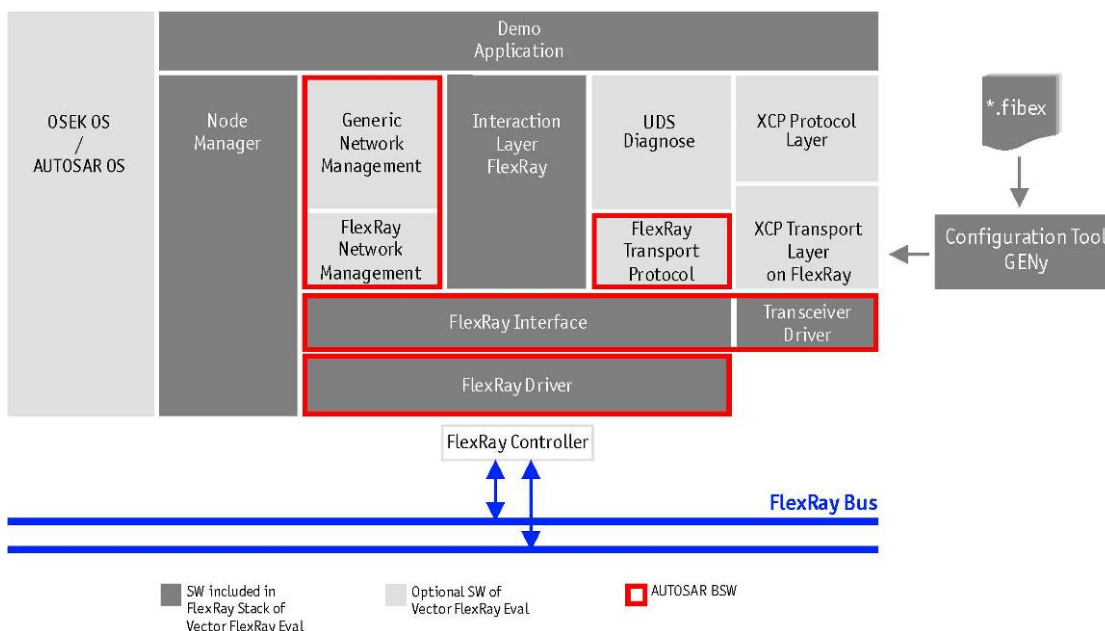 Demo
Application
OSEK OS
/
AUTOSAR OS
Node
Manager
Generic
Network
Management
FlexRay
Network
Management
Interaction
Layer
FlexRay
UDS
Diagnose
FlexRay
Transport
Protocol
XCP Protocol
Layer
XCP Transport
Layer
on FlexRay
*.fibex
Configuration Tool
GENy
FlexRay Interface
Transceiver
Driver
FlexRay Driver
FlexRay Controller
FlexRay Bus
SW included in
FlexRay Stack of
Vector FlexRay Eval
Optional SW of
Vector FlexRay Eval
AUTOSAR BSW